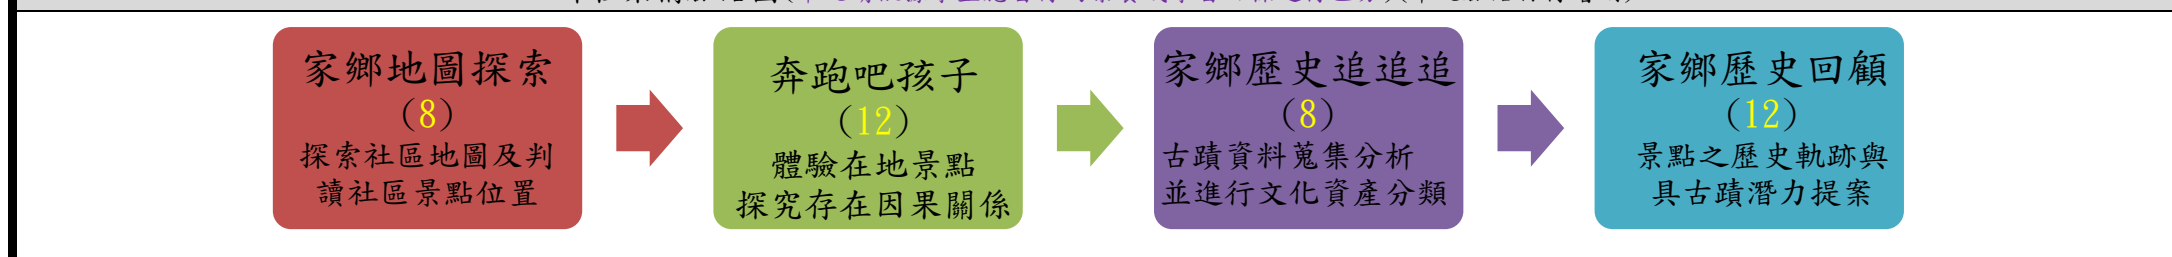 家鄉地圖探索
(8)
探索社區地圖及判
讀社區景點位置
奔跑吧孩子
(12)
體驗在地景點
探究存在因果關係
家鄉歷史追追追
(8)
古蹟資料蒐集分析
並進行文化資產分類
家鄉歷史回顧
(12)
景點之歷史軌跡與
具古蹟潛力提案